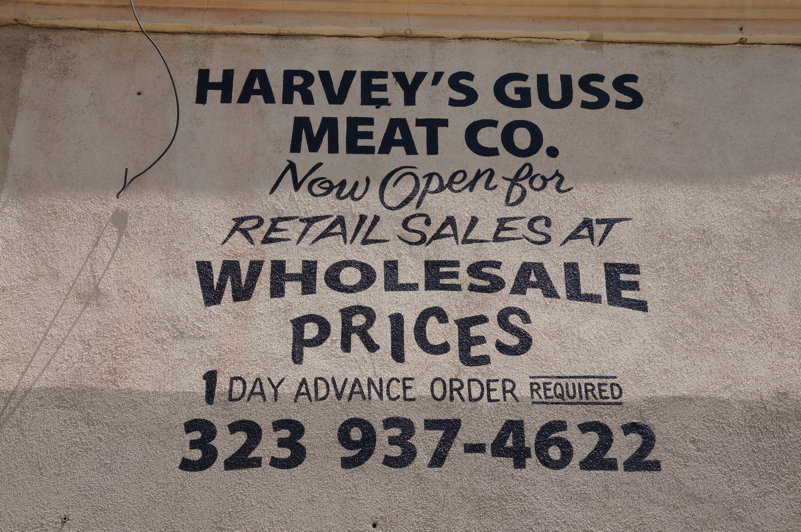 HARVEY'S GUSS
MEAT CO.
Now Open for
RETAIL SALES AT
WHOLESALE
PRICES
1 DAY ADVANCE ORDER REQUIRED
323 937-4622